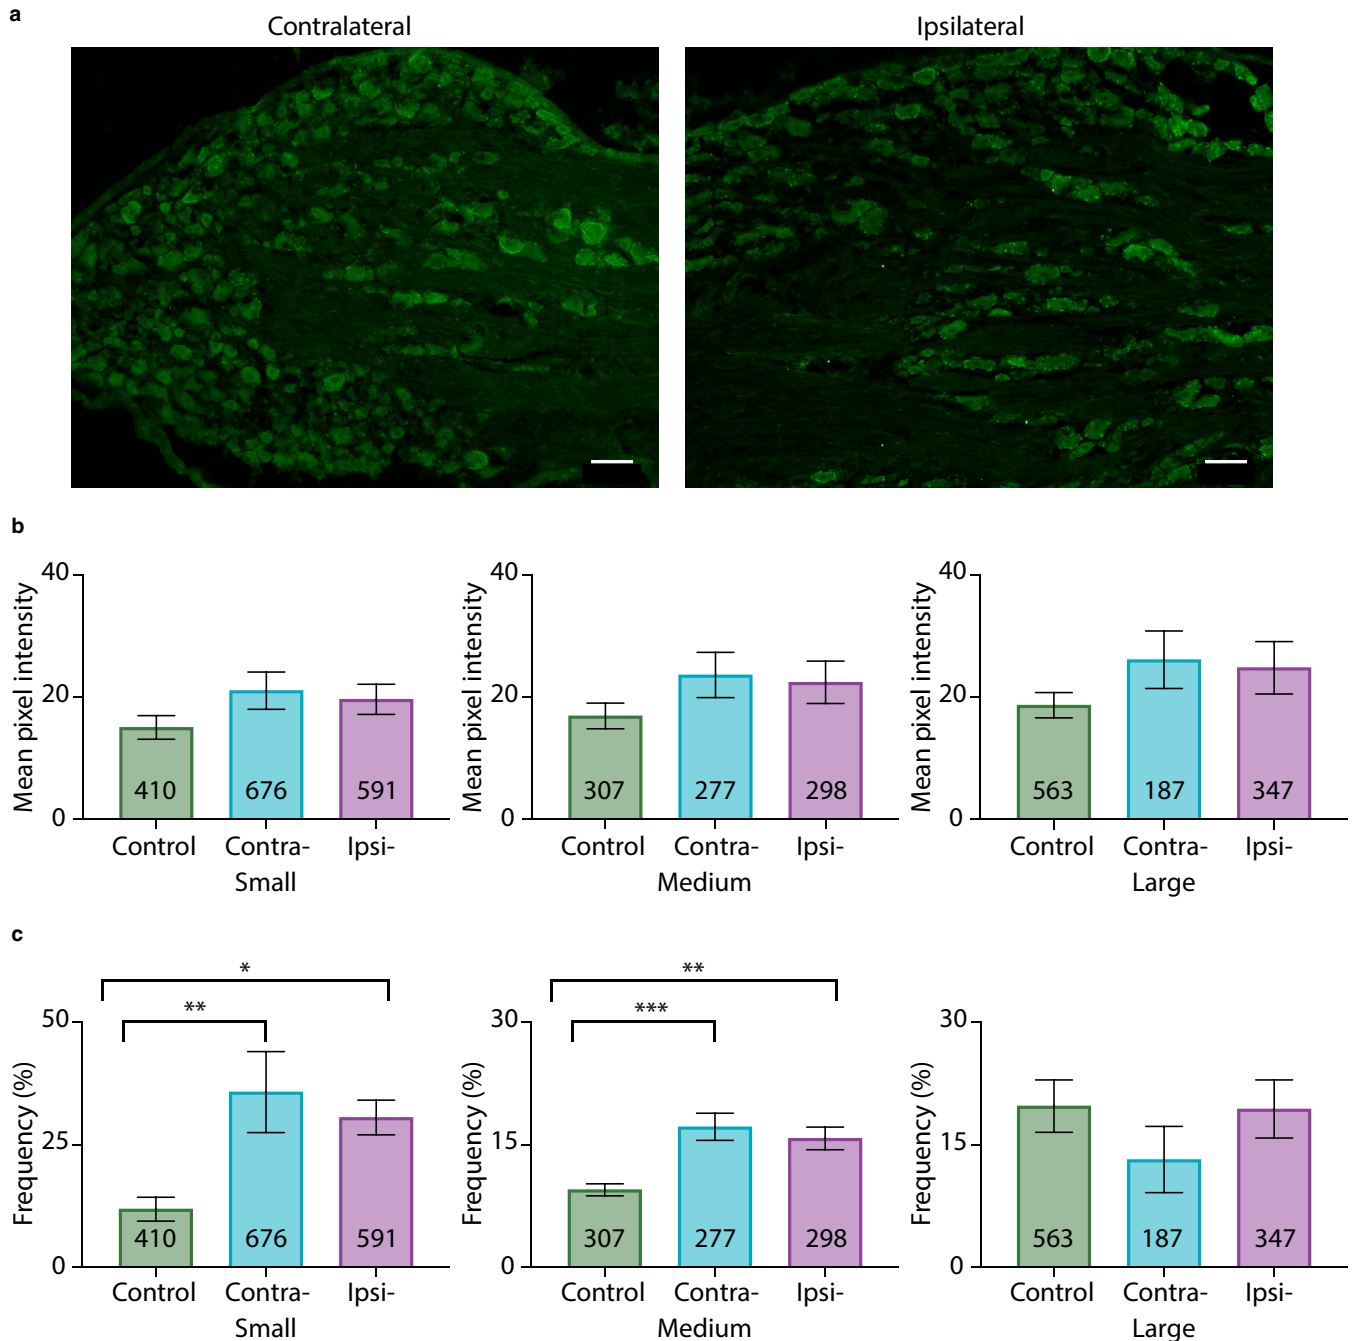 a
Contralateral
Ipsilateral
b
Mean pixel intensity
40
20
0
410
676
591
Control
Contra-
Ipsi-
Small
Mean pixel intensity
40
20
0
307
277
298
Control
Contra-
Ipsi-
Medium
Mean pixel intensity
40
20
0
563
187
347
Control
Contra-
Ipsi-
Large
c
*
**
Frequency (%)
50
25
0
410
676
591
Control
Contra-
Ipsi-
Small
**
***
Frequency (%)
30
15
0
307
277
298
Control
Contra-
Ipsi-
Medium
Frequency (%)
30
15
0
563
187
347
Control
Contra-
Ipsi-
Large